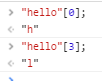 > "hello"[0];
< "h"
> "hello"[3];
< "l"